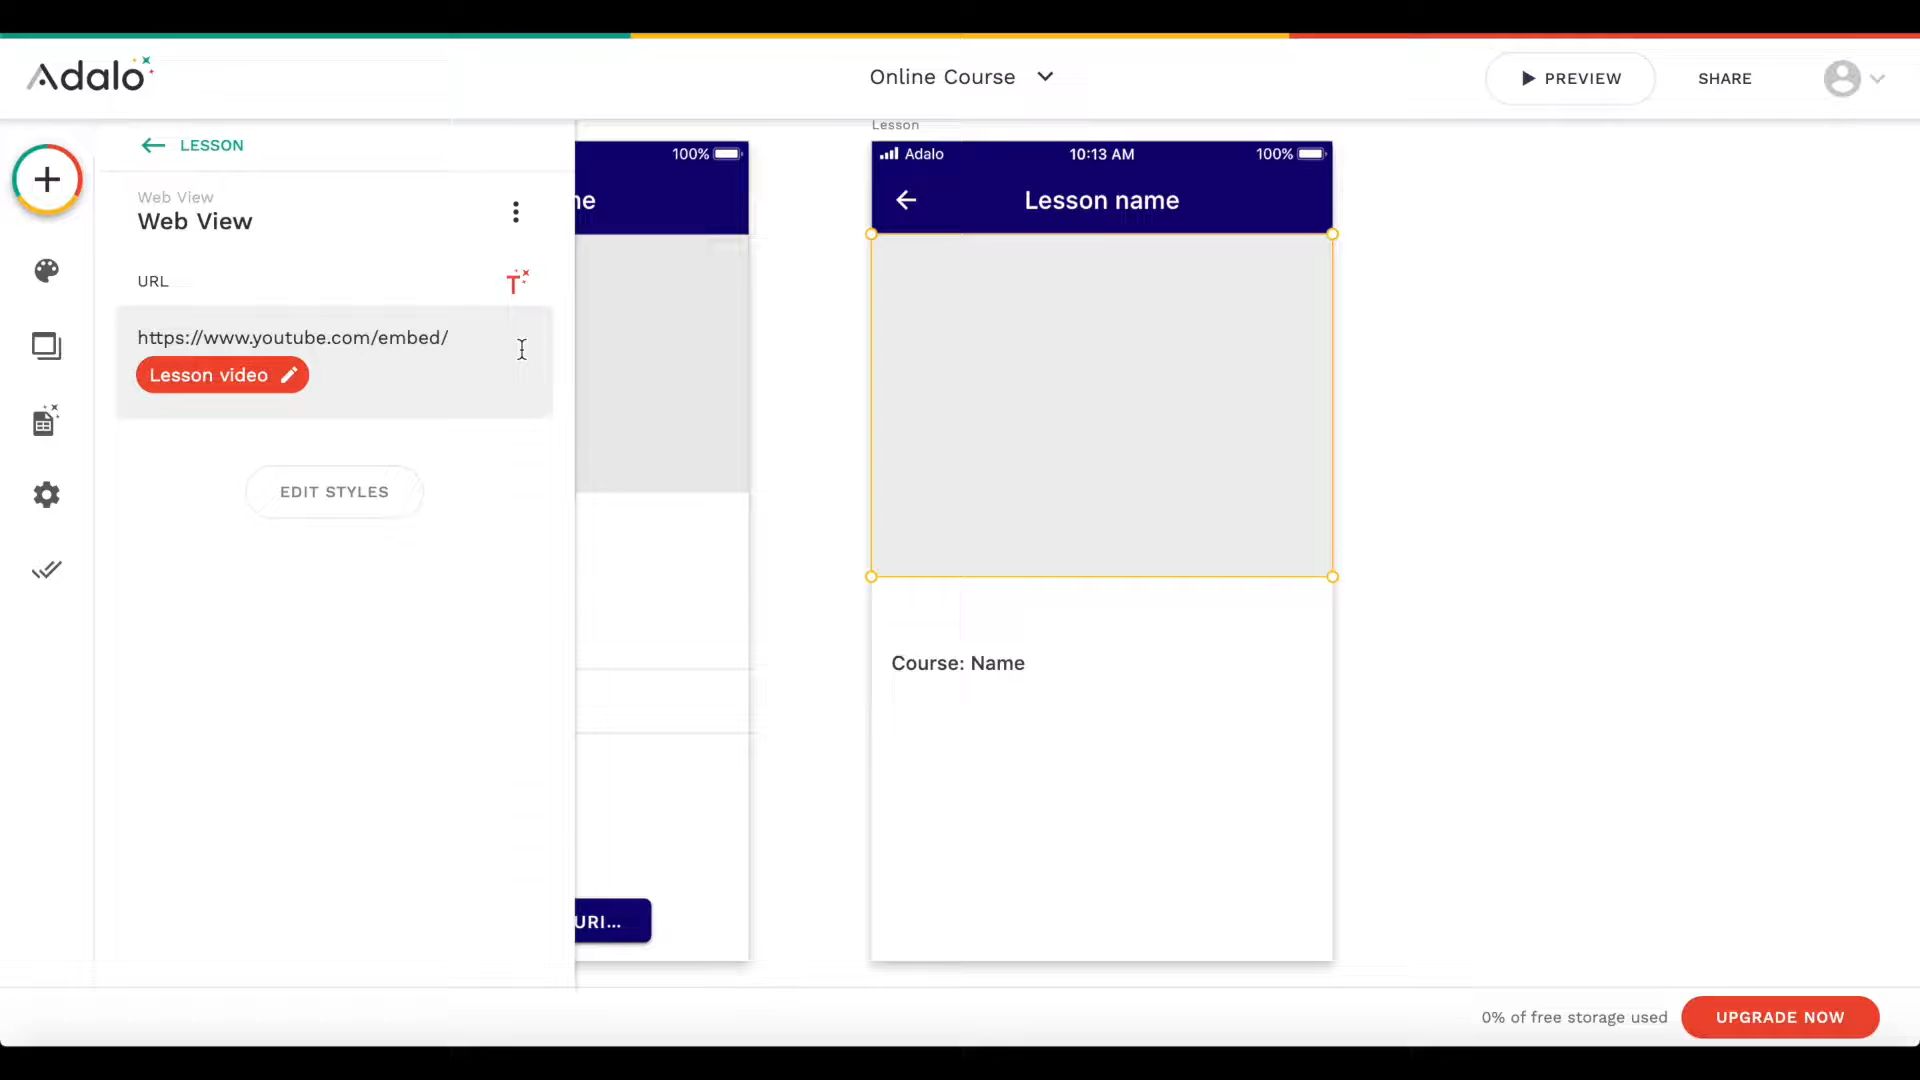 Adalo
Online Course
PREVIEW
SHARE
LESSON
Web View
Web View
URL
https://www.youtube.com/embed/
Lesson video
EDIT STYLES
100%
ne
URI...
Lesson
Adalo
10:13 AM
100%
Lesson name
Course: Name
0% of free storage used
UPGRADE NOW